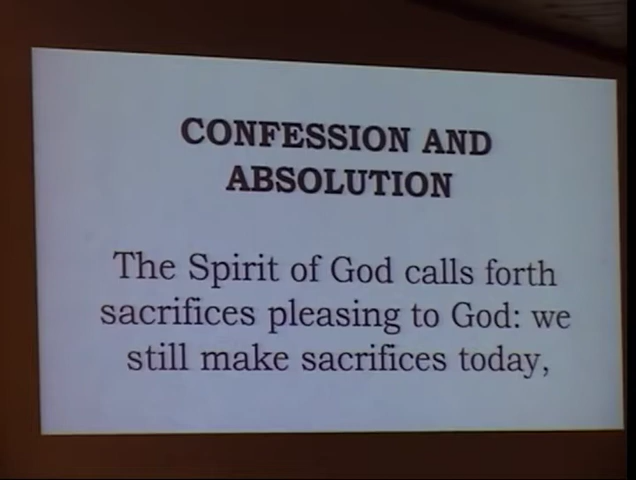 CONFESSION AND
ABSOLUTION
The Spirit of God calls forth
sacrifices pleasing to God: we
still make sacrifices today,